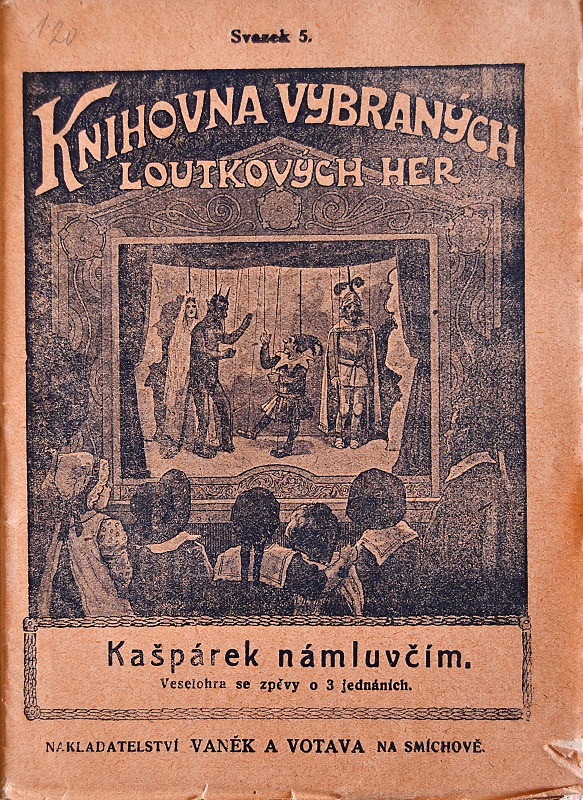 120
Svazek 5.
KNIHOVNA VYBRANÝCH
LOUTKOVÝCH HER
Kašpárek námluvčím.
Veselohra se zpěvy o 3 jednáních.
NAKLADATELSTVÍ VANĚK A VOTAVA NA SMÍCHOVĚ.